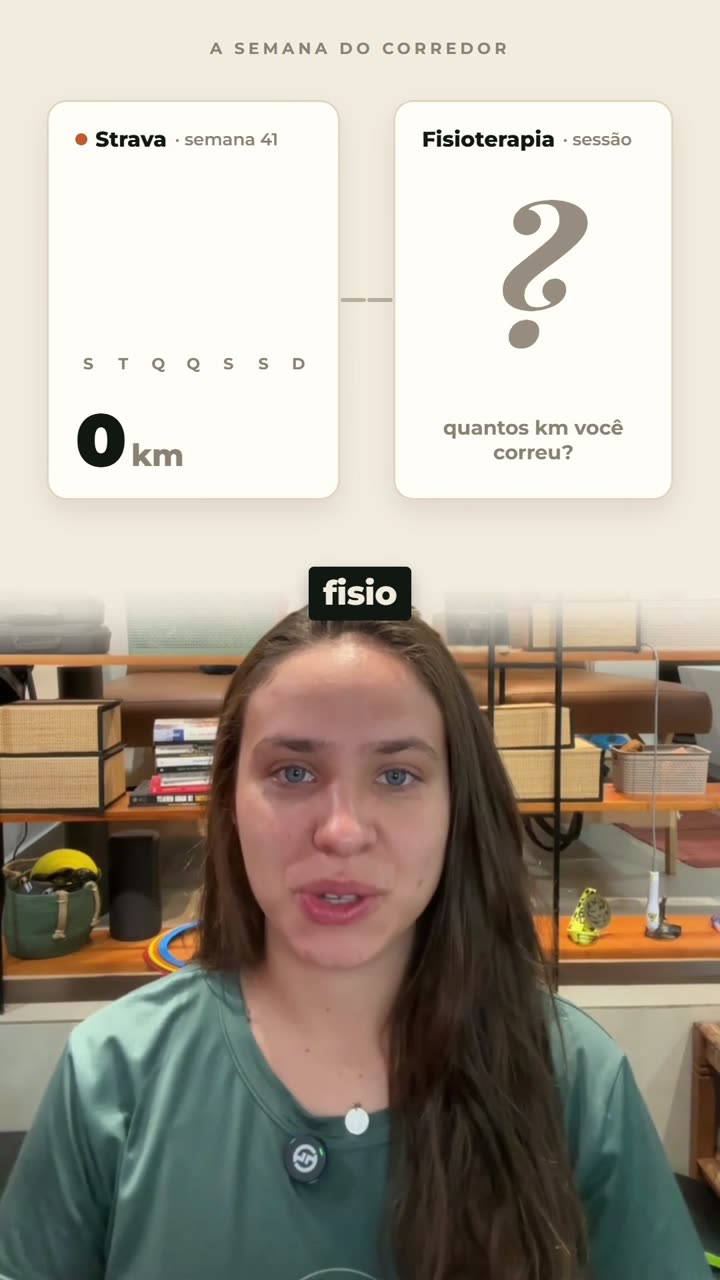 A SEMANA DO CORREDOR
Strava · semana 41
S T Q Q S S D
0 km
Fisioterapia · sessão
?
quantos km você
correu?
fisio